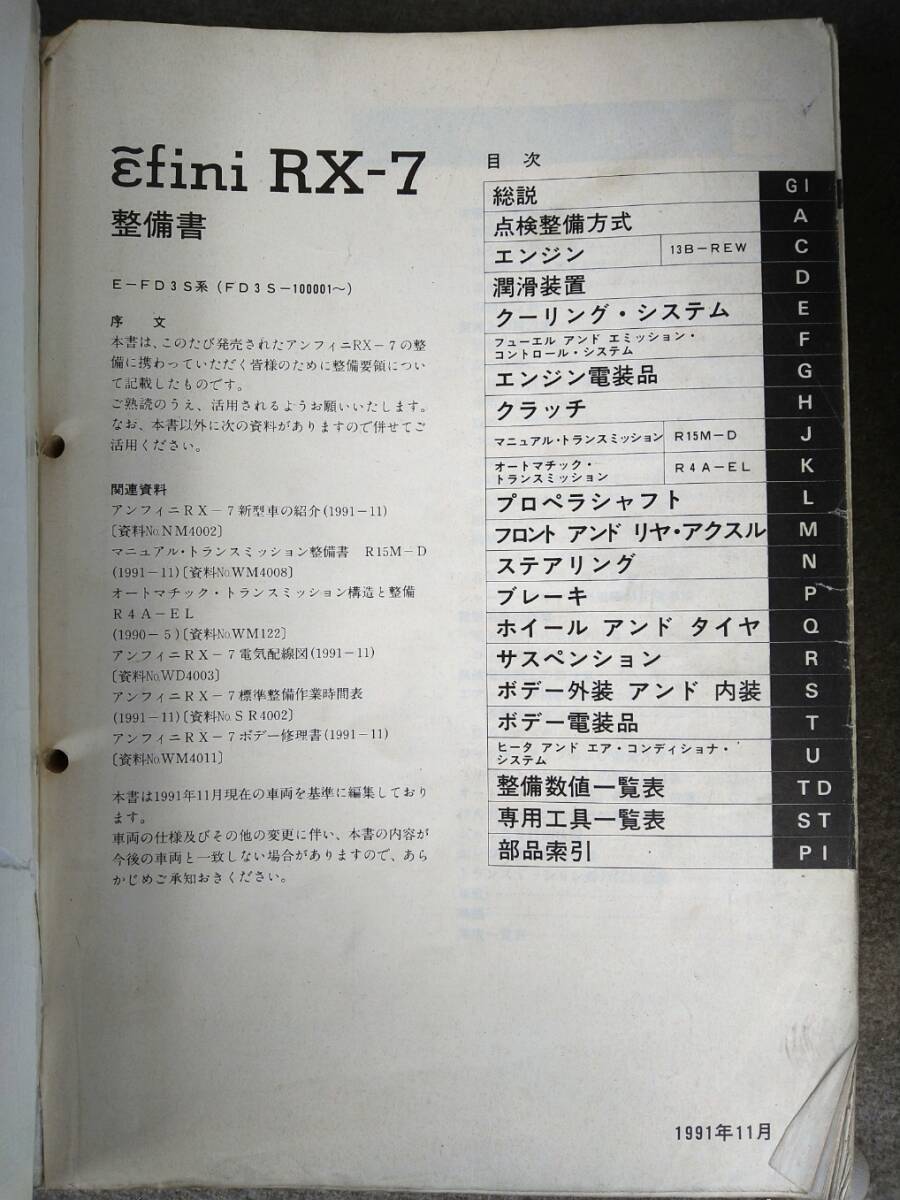 ẽfini RX-7
整備書
E－FD3S系（FD3S－100001〜）
序　文
本書は、このたび発売されたアンフィニRX－7の整
備に携わっていただく皆様のために整備要領につい
て記載したものです。
ご熟読のうえ、活用されるようお願いいたします。
なお、本書以外に次の資料がありますので併せてご
活用ください。
関連資料
アンフィニRX－7新型車の紹介（1991－11）
〔資料No.NM4002〕
マニュアル・トランスミッション整備書　R15M－D
（1991－11）〔資料No.WM4008〕
オートマチック・トランスミッション構造と整備
R4A－EL
（1990－5）〔資料No.WM122〕
アンフィニRX－7電気配線図（1991－11）
〔資料No.WD4003〕
アンフィニRX－7標準整備作業時間表
（1991－11）〔資料No.SR4002〕
アンフィニRX－7ボデー修理書（1991－11）
〔資料No.WM4011〕
本書は1991年11月現在の車両を基準に編集しており
ます。
車両の仕様及びその他の変更に伴い、本書の内容が
今後の車両と一致しない場合がありますので、あら
かじめご承知おきください。
目　次
総説 GI
点検整備方式 A
エンジン 13B－REW C
潤滑装置 D
クーリング・システム E
フューエル アンド エミッション・
コントロール・システム F
エンジン電装品 G
クラッチ H
マニュアル・トランスミッション R15M－D J
オートマチック・
トランスミッション R4A－EL K
プロペラシャフト L
フロント アンド リヤ・アクスル M
ステアリング N
ブレーキ P
ホイール アンド タイヤ Q
サスペンション R
ボデー外装 アンド 内装 S
ボデー電装品 T
ヒータ アンド エア・コンディショナ・
システム U
整備数値一覧表 TD
専用工具一覧表 ST
部品索引 PI
1991年11月